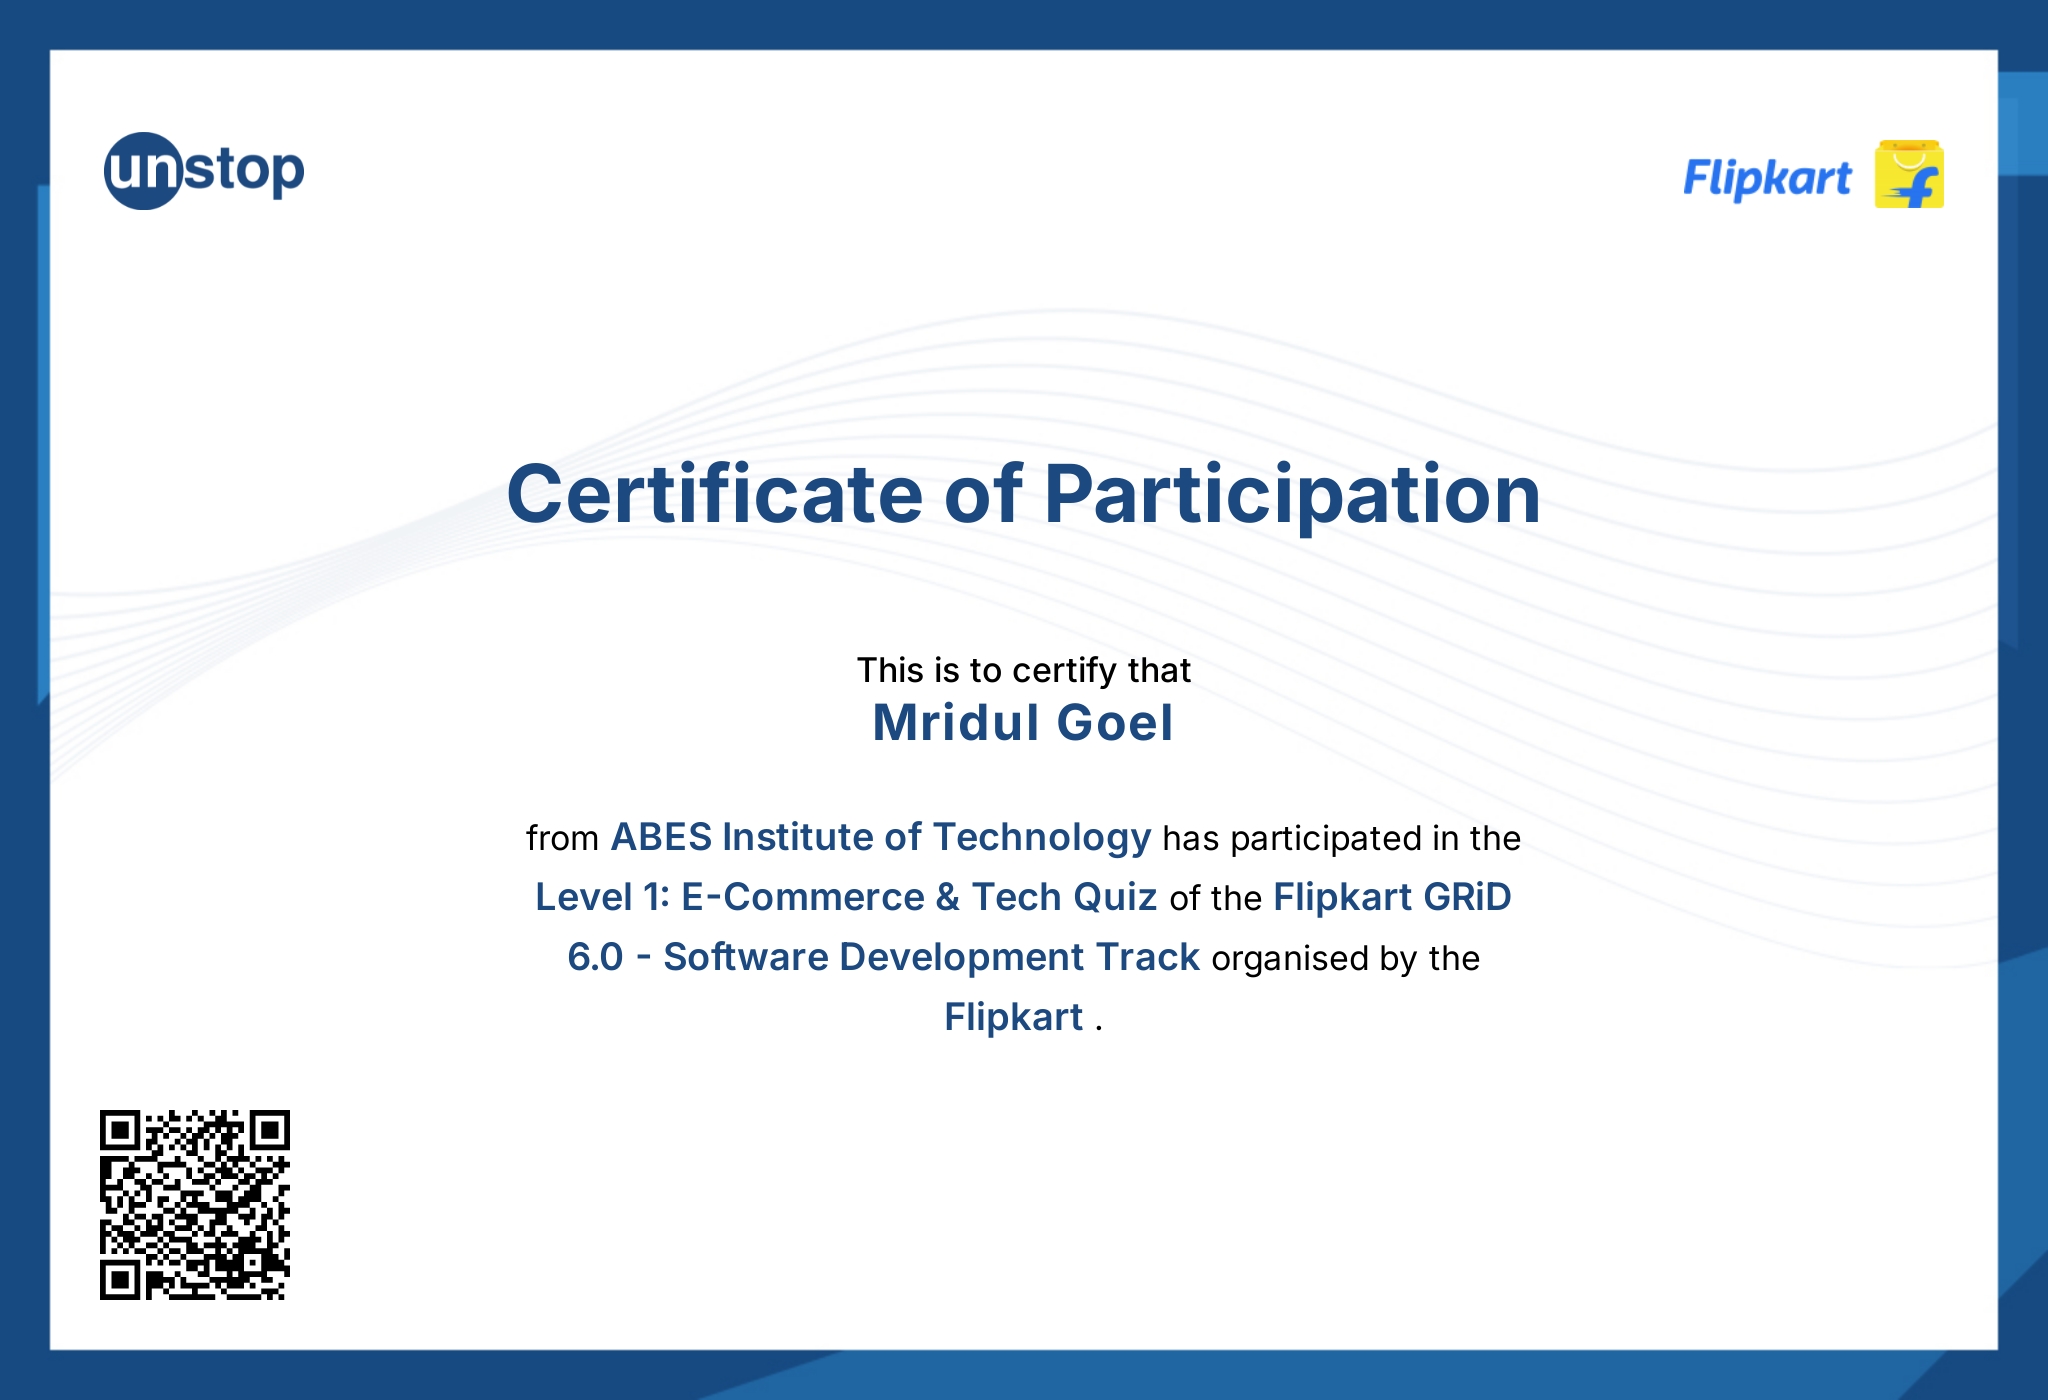 unstop
Flipkart
Certificate of Participation
This is to certify that
Mridul Goel
from ABES Institute of Technology has participated in the
Level 1: E-Commerce & Tech Quiz of the Flipkart GRiD
6.0 - Software Development Track organised by the
Flipkart .